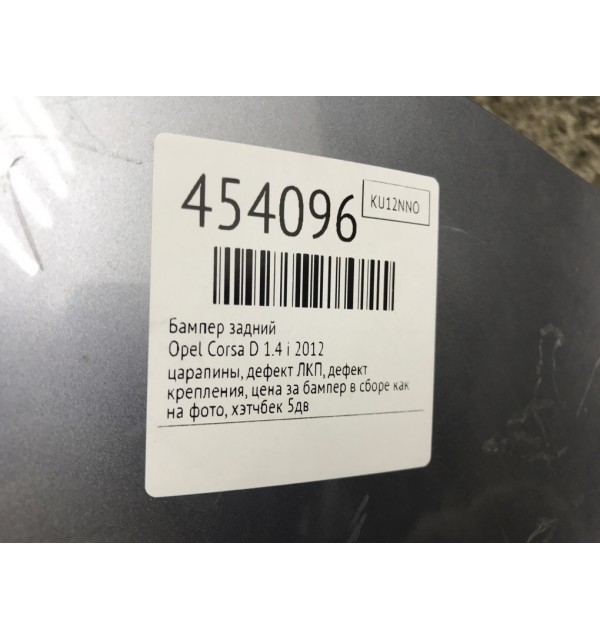 454096
KU12NNO
Бампер задний
Opel Corsa D 1.4 i 2012
царапины, дефект ЛКП, дефект
крепления, цена за бампер в сборе как
на фото, хэтчбек 5дв